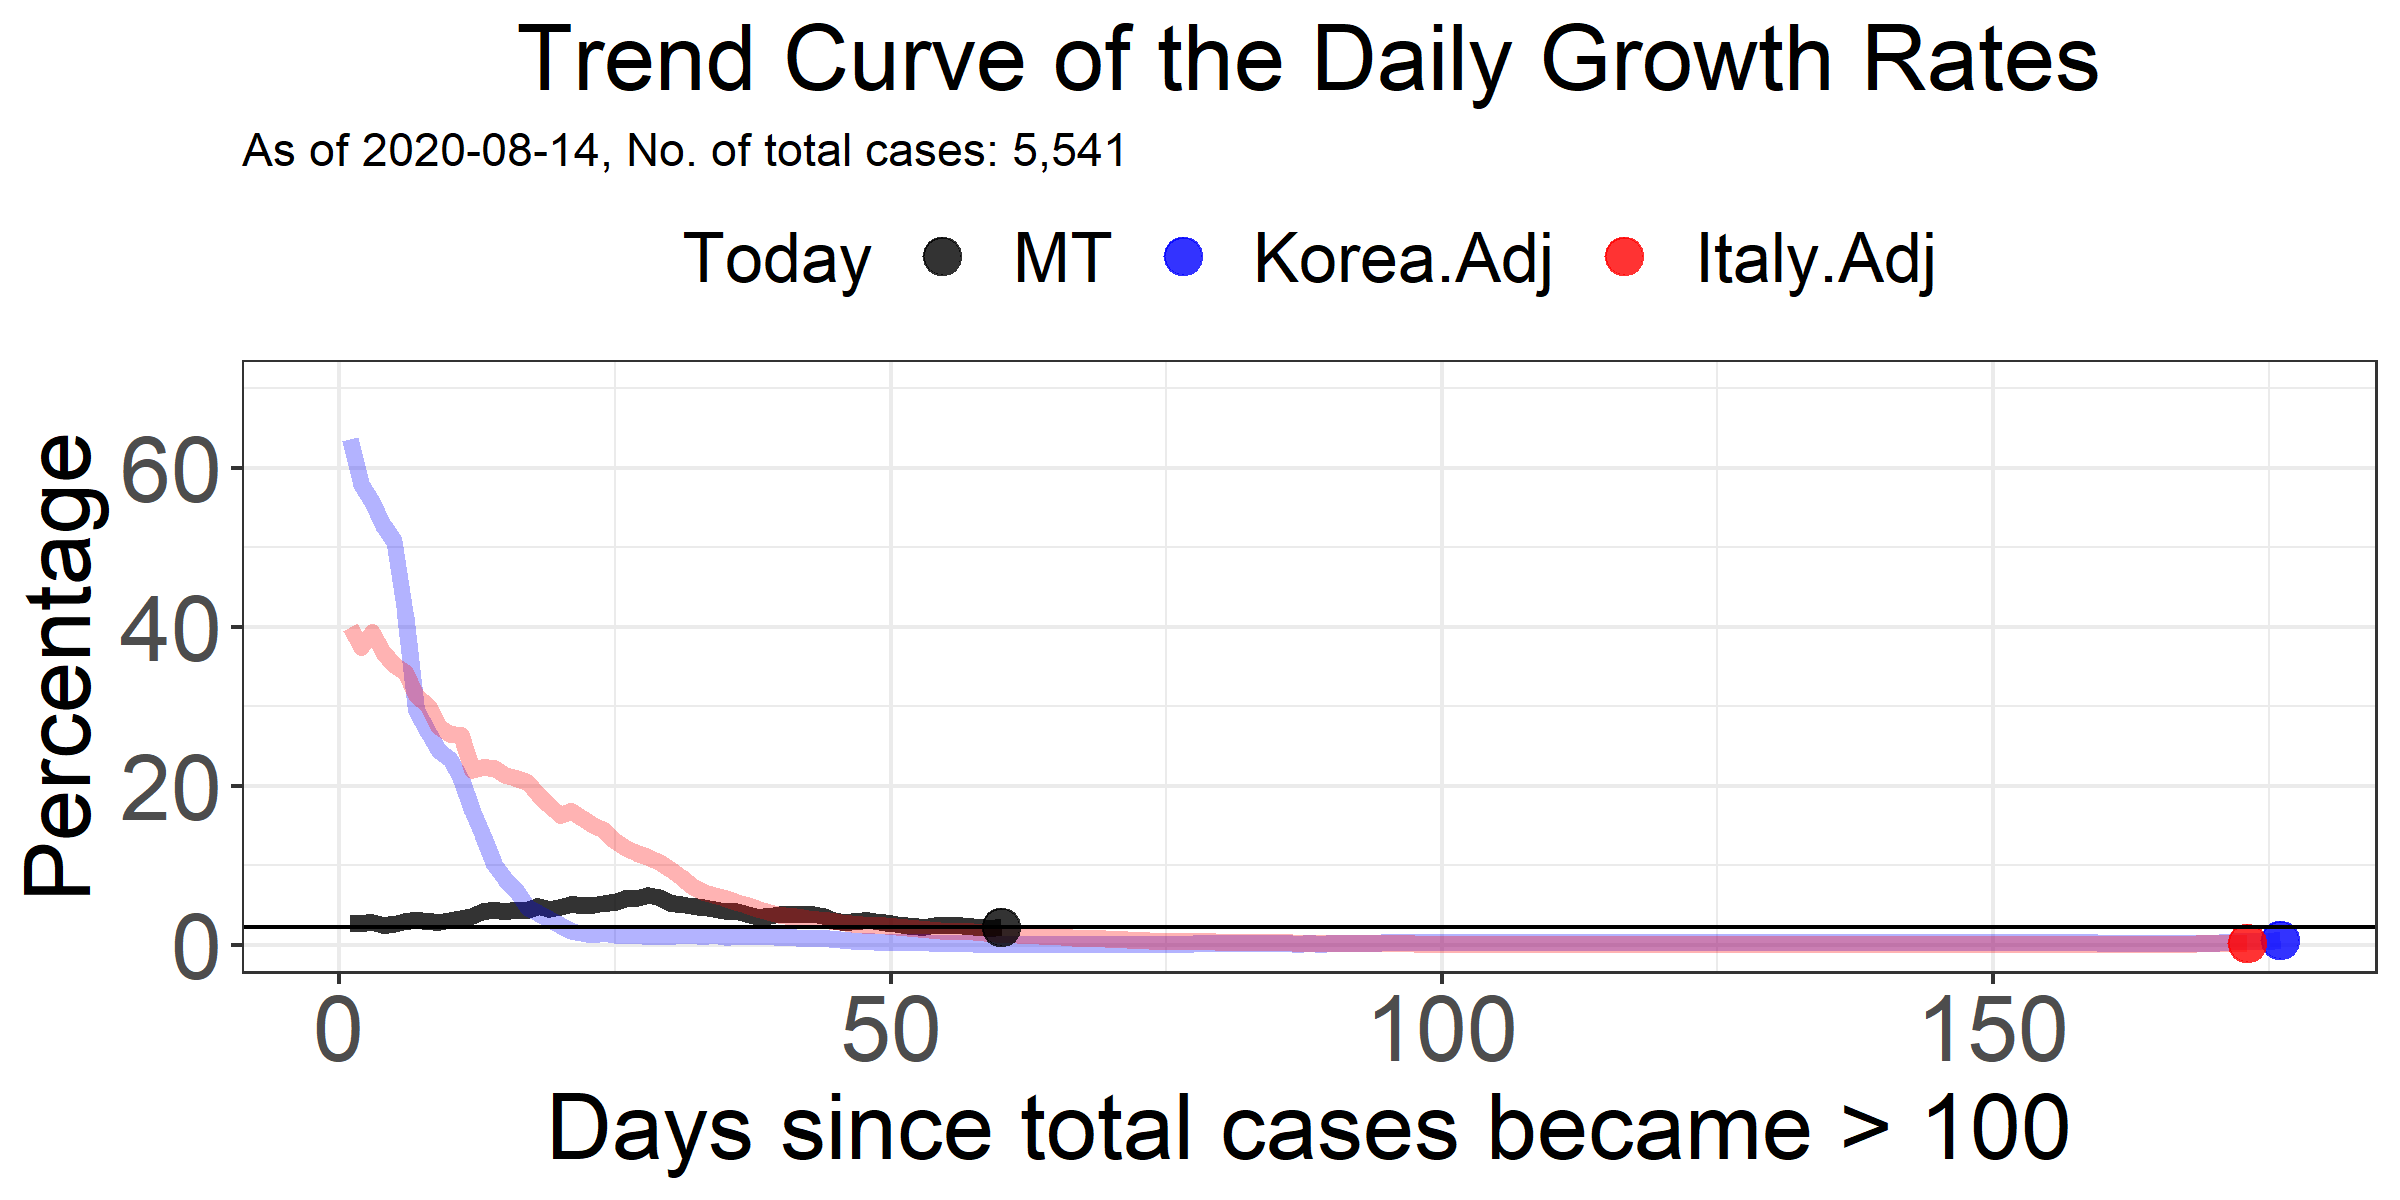 Trend Curve of the Daily Growth Rates
As of 2020-08-14, No. of total cases: 5,541
Today MT Korea.Adj Italy.Adj
Percentage
60
40
20
0
0 50 100 150
Days since total cases became > 100